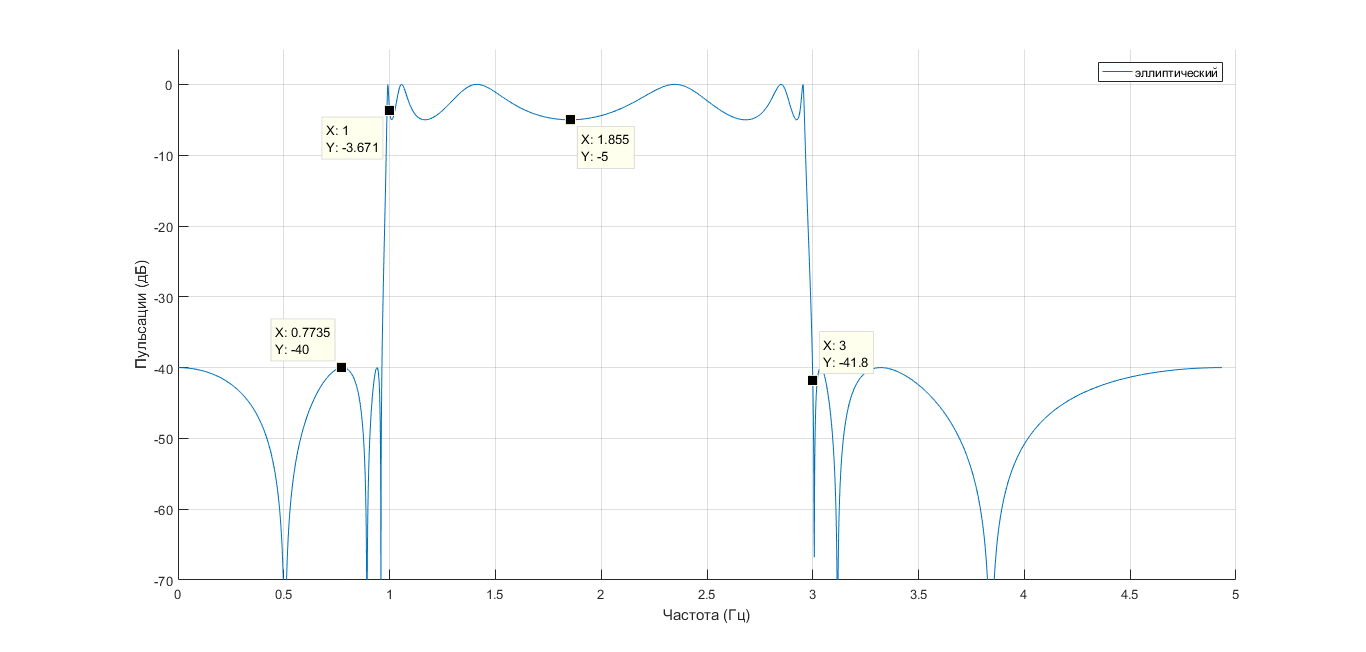 эллиптический
0
-10
-20
-30
-40
-50
-60
-70
Пульсации (дБ)
X: 1
Y: -3.671
X: 1.855
Y: -5
X: 0.7735
Y: -40
X: 3
Y: -41.8
0
0.5
1
1.5
2
2.5
3
3.5
4
4.5
5
Частота (Гц)